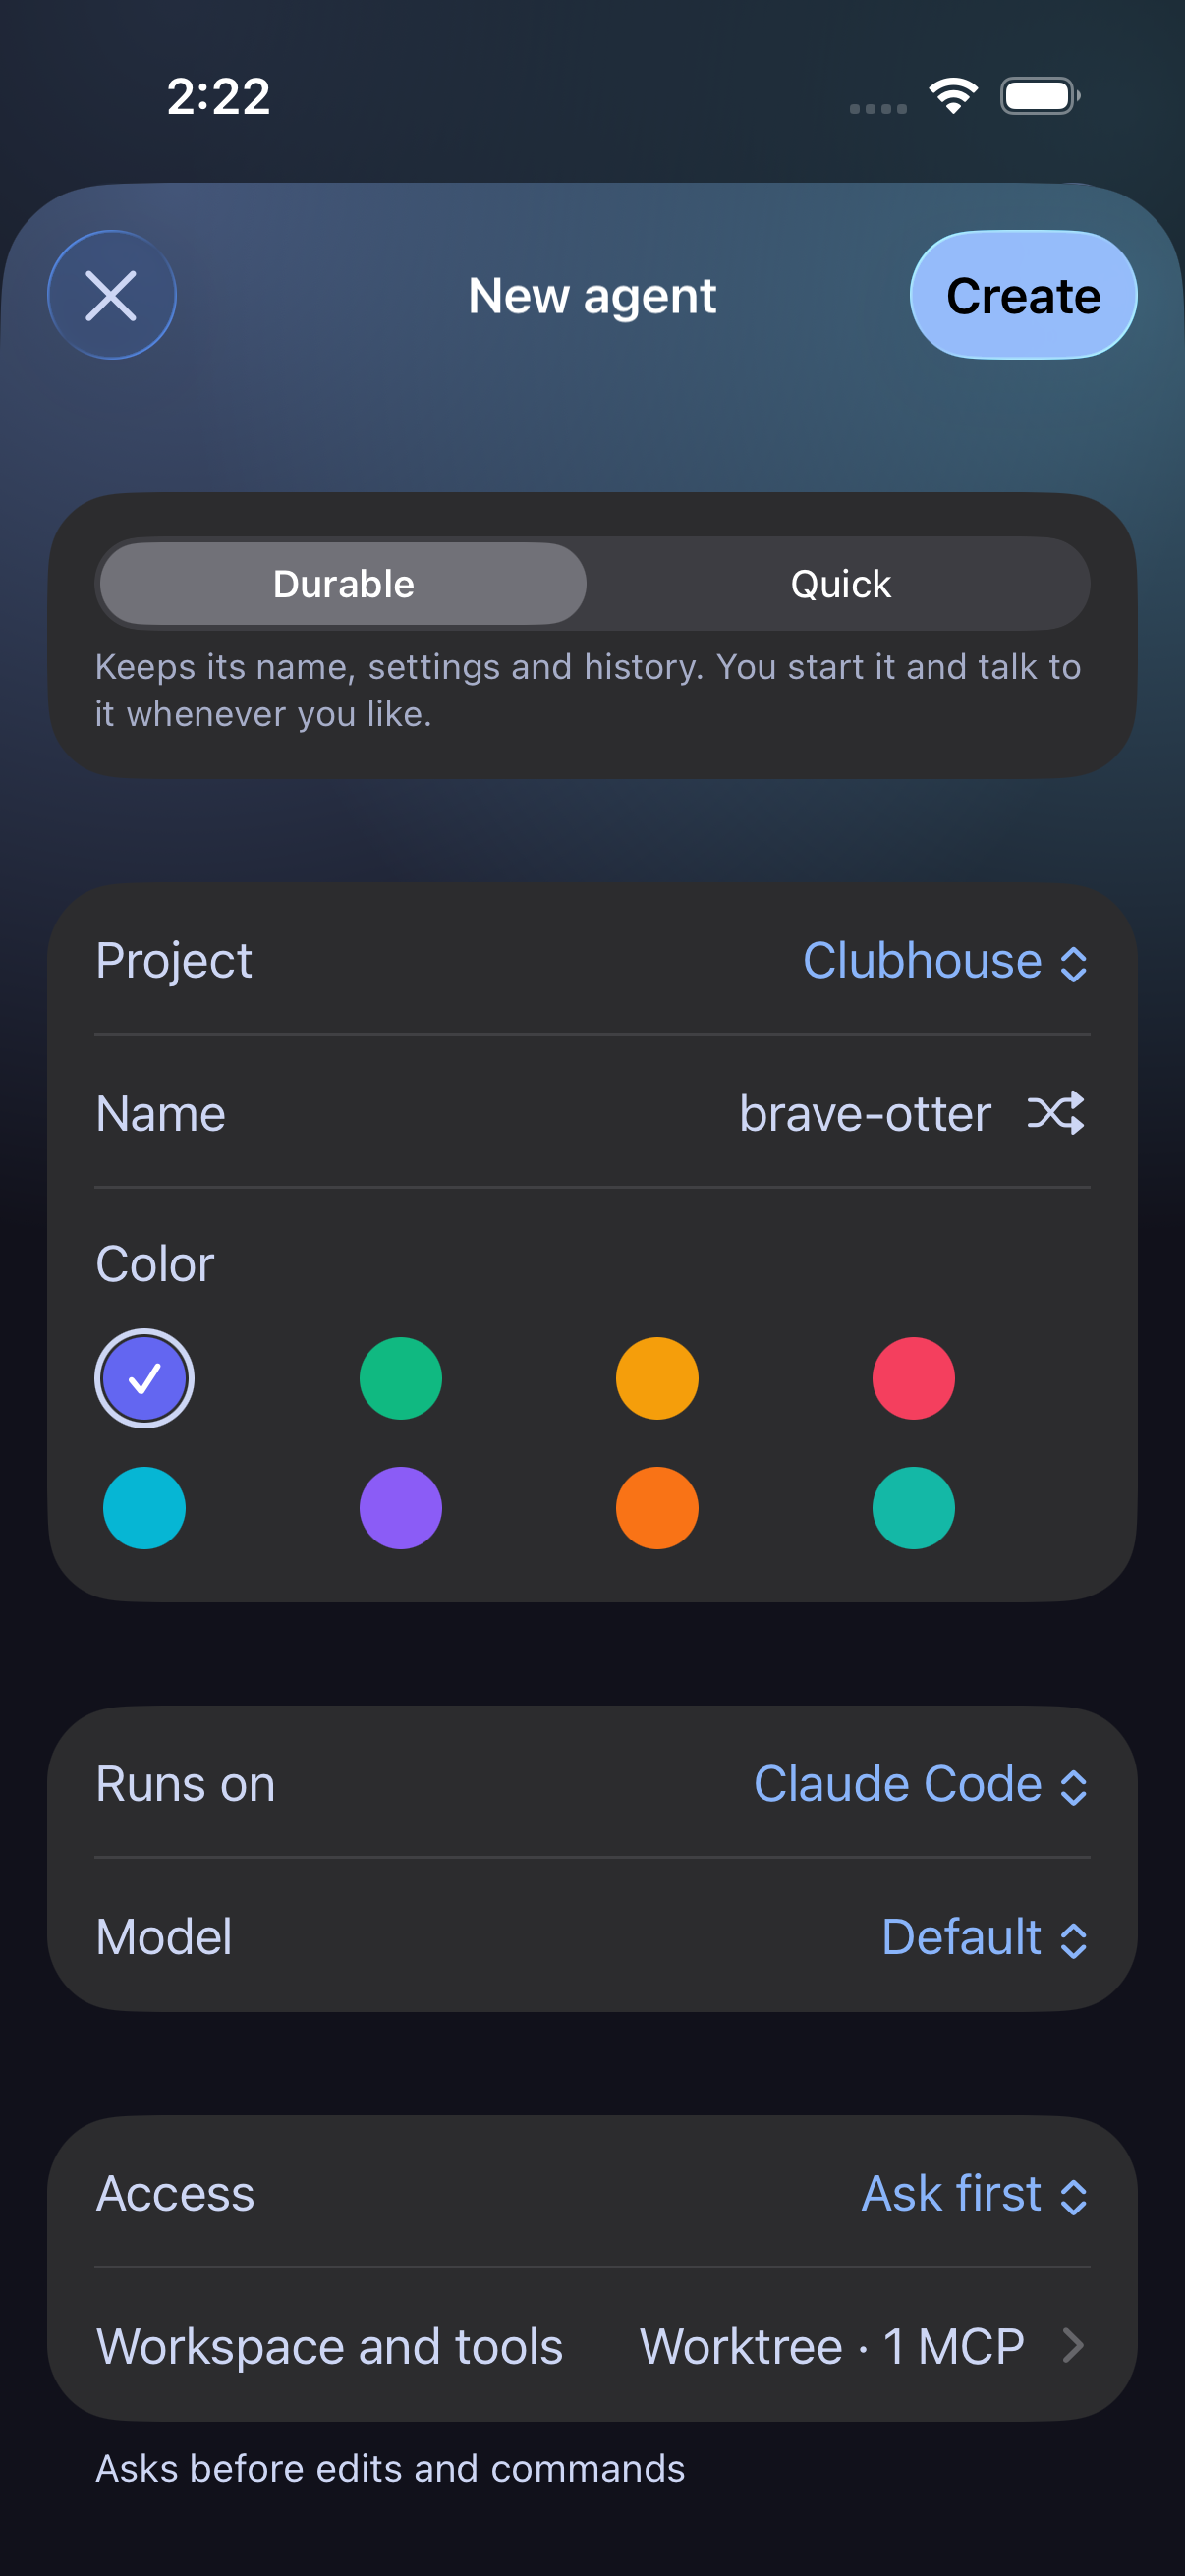 2:22
New agent
Create
Durable
Quick
Keeps its name, settings and history. You start it and talk to
it whenever you like.
Project
Clubhouse
Name
brave-otter
Color
Runs on
Claude Code
Model
Default
Access
Ask first
Workspace and tools
Worktree · 1 MCP
Asks before edits and commands